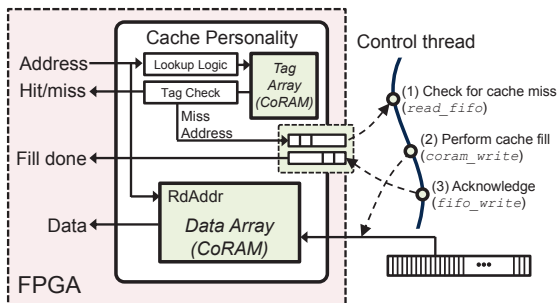 Cache Personality
Control thread
Address
Lookup Logic
Tag
Array
(CoRAM)
Hit/miss
Tag Check
Miss
Address
(1) Check for cache miss
(read_fifo)
(2) Perform cache fill
(coram_write)
Fill done
(3) Acknowledge
(fifo_write)
RdAddr
Data
Data Array
(CoRAM)
FPGA